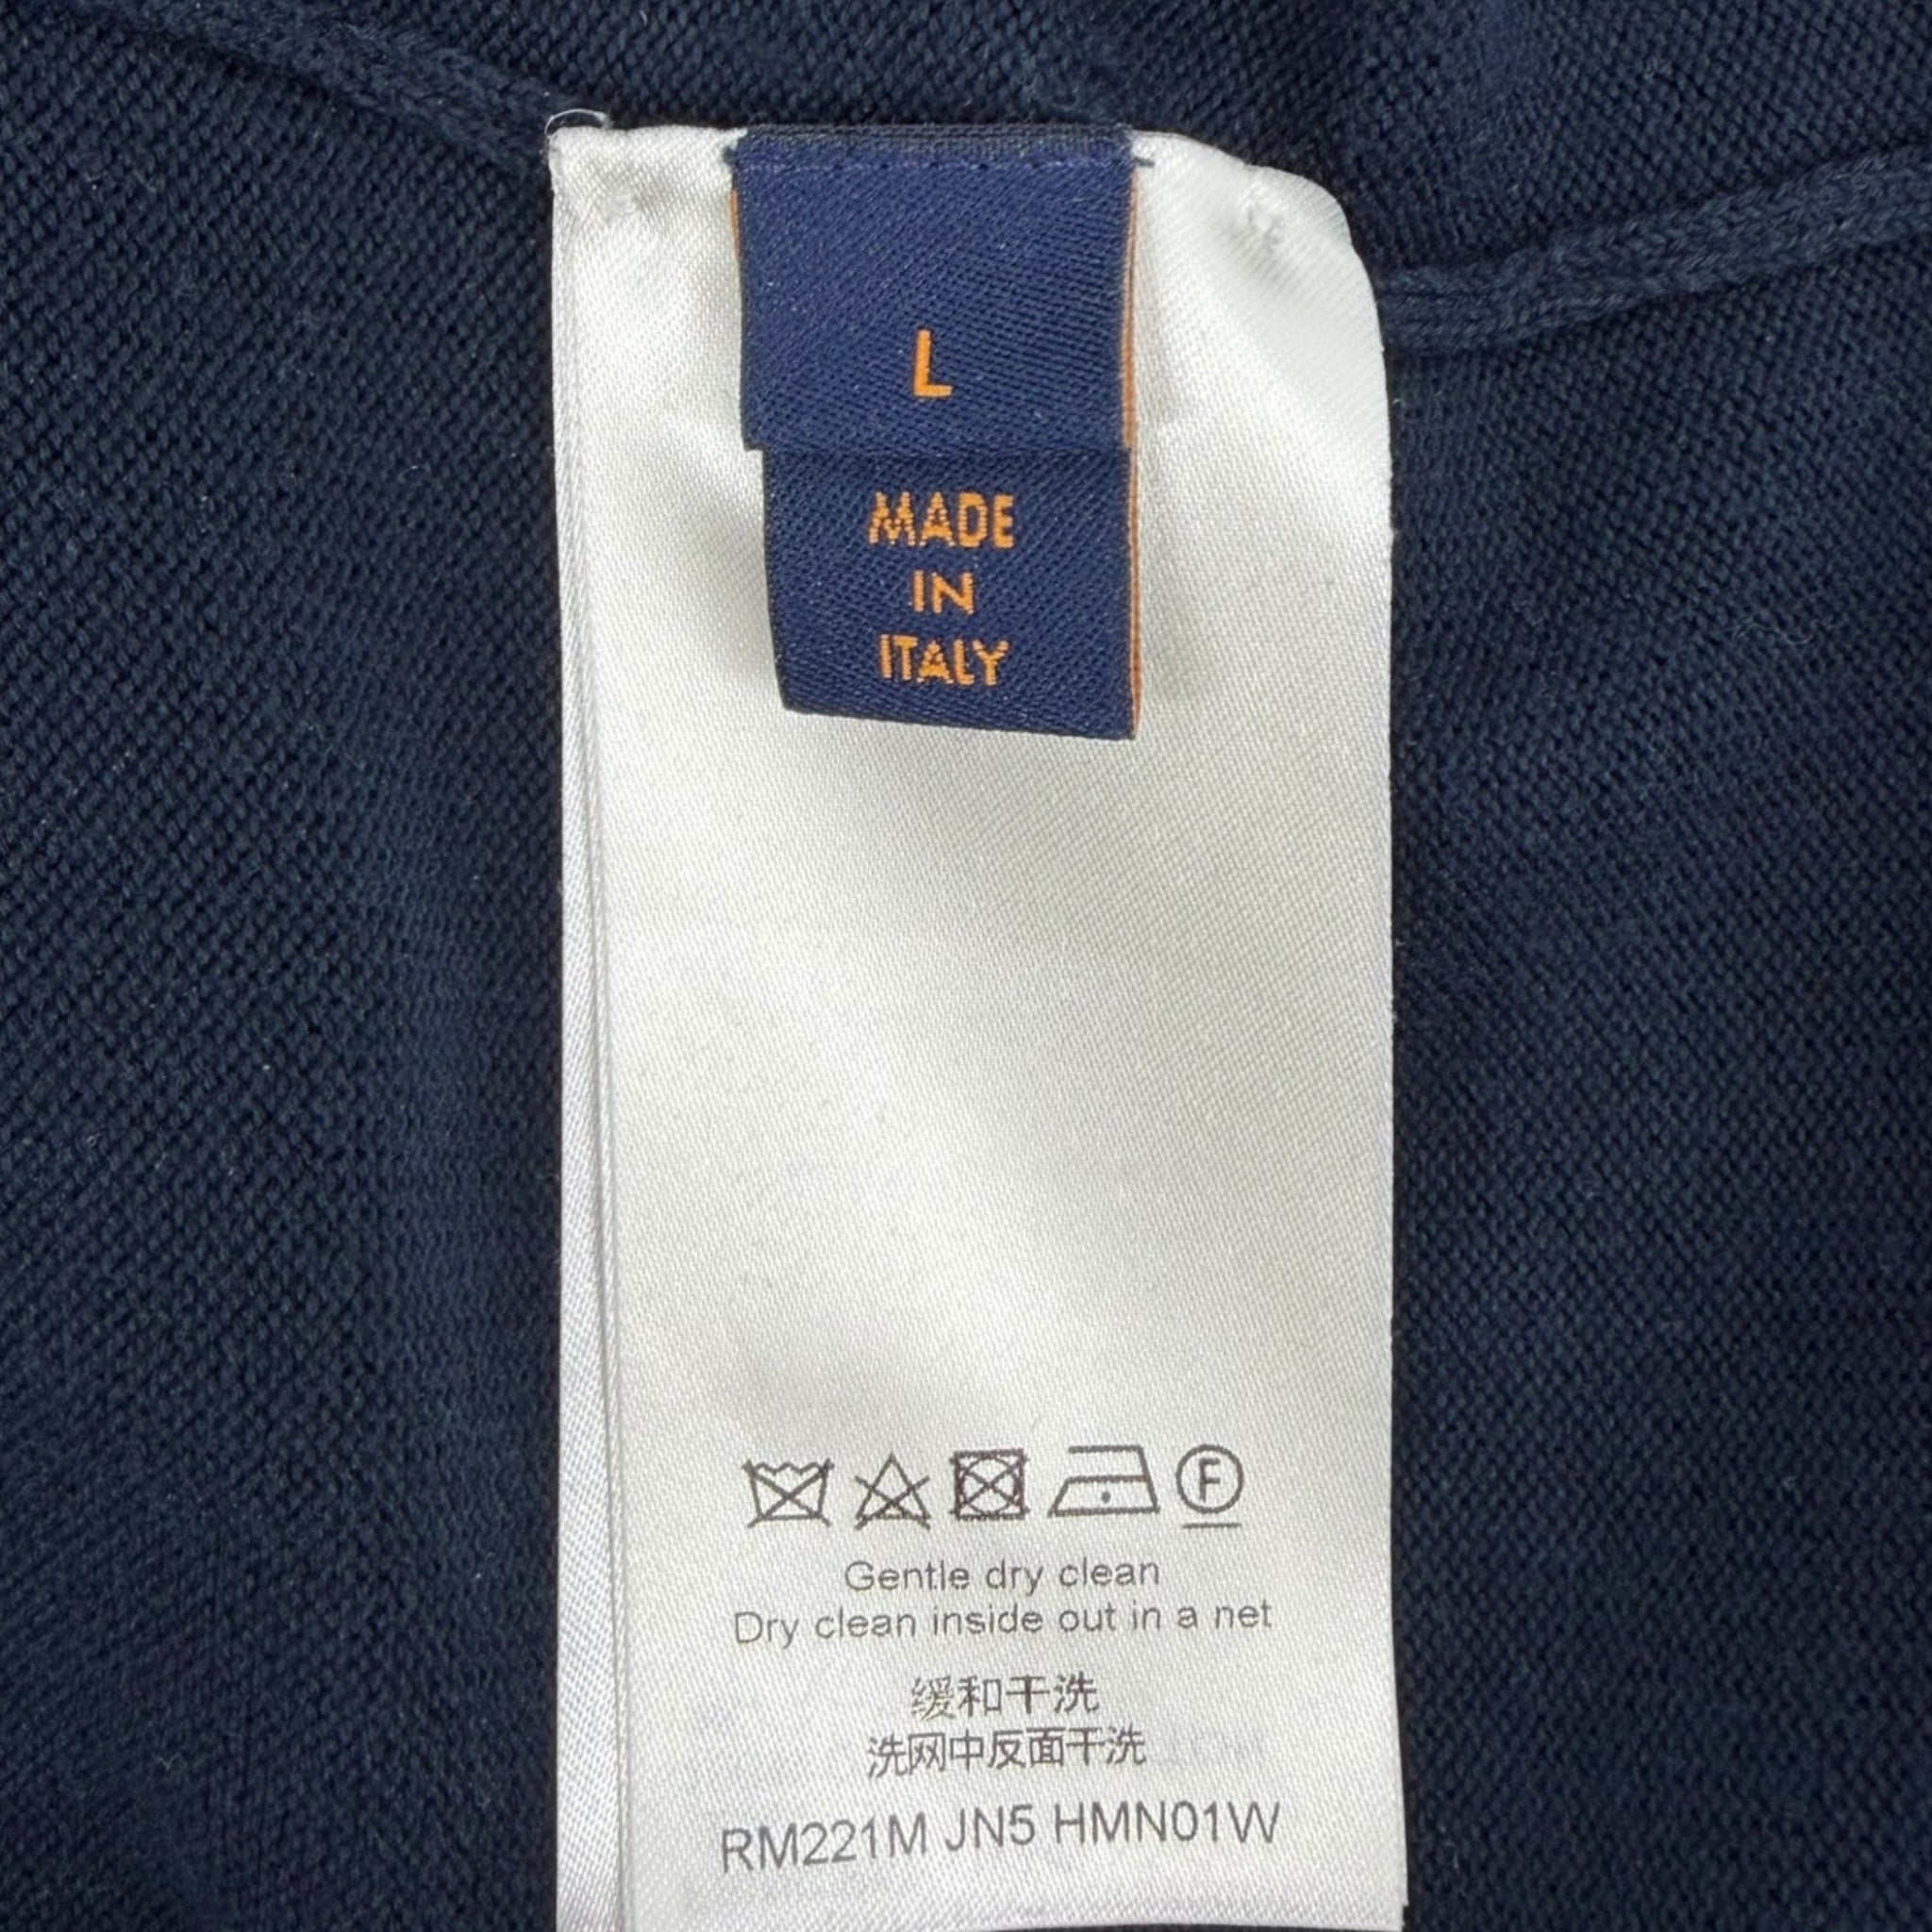 L
MADE
IN
ITALY
F
Gentle dry clean
Dry clean inside out in a net
缓和干洗
洗网中反面干洗
RM221M JN5 HMN01W